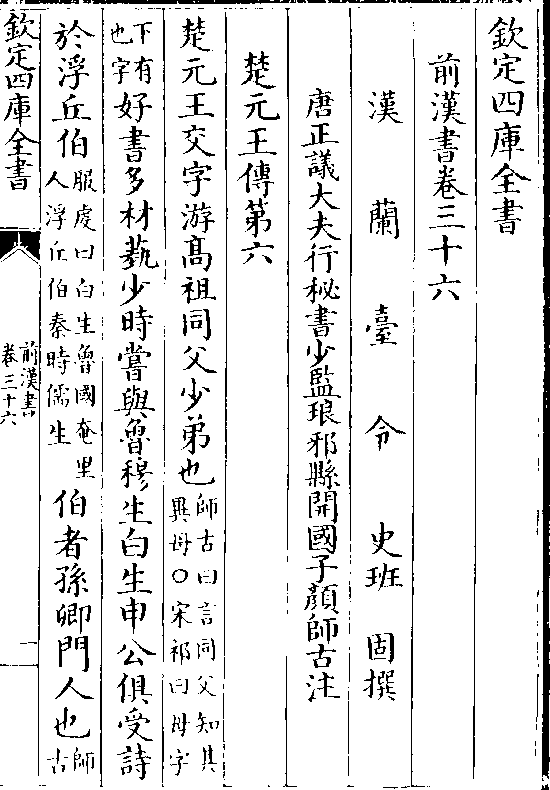 欽定四庫全書
前漢書卷三十六
漢蘭臺令史班固撰
唐正議大夫行秘書少監琅邪縣開國子顔師古注
楚元王傳第六
楚元王交字游髙祖同父少弟也師古曰言同父知其
異母○宋祁曰母字
下有
也字好書多材藝少時嘗與魯穆生白生申公俱受詩
於浮丘伯服虔曰白生魯國奄里
人浮丘伯秦時儒生伯者孫卿門人也師
古
欽定四庫全書
前漢書
卷三十六
一